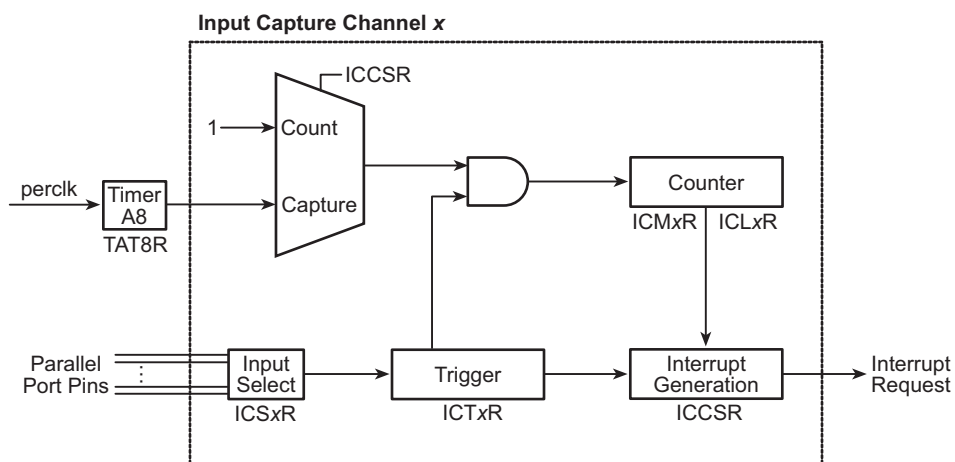 Input Capture Channel x
ICCSR
1
Count
perclk
Timer
A8
TAT8R
Capture
Counter
ICMxR
ICLxR
Parallel
Port Pins
Input
Select
ICSxR
Trigger
ICTxR
Interrupt
Generation
ICCSR
Interrupt
Request